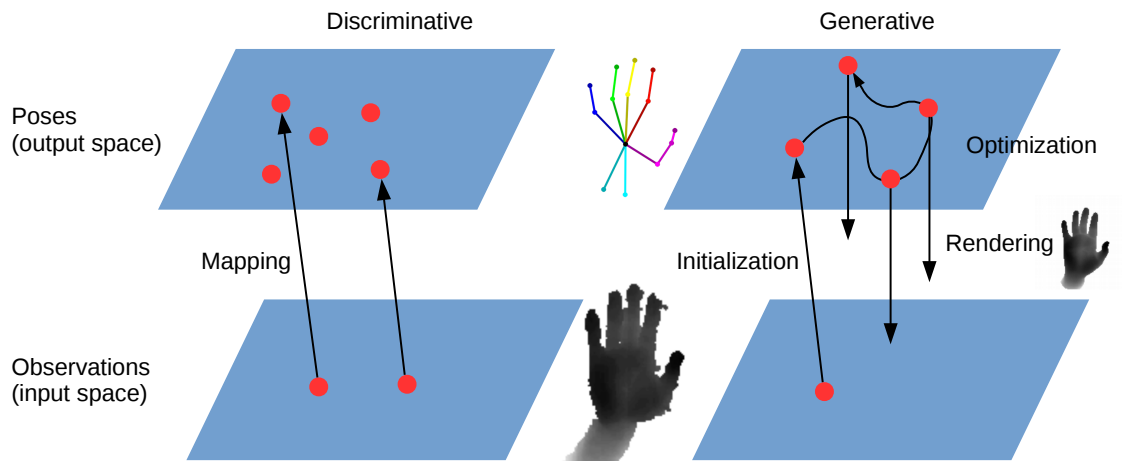 Discriminative
Generative
Poses
(output space)
Optimization
Mapping
Initialization
Rendering
Observations
(input space)